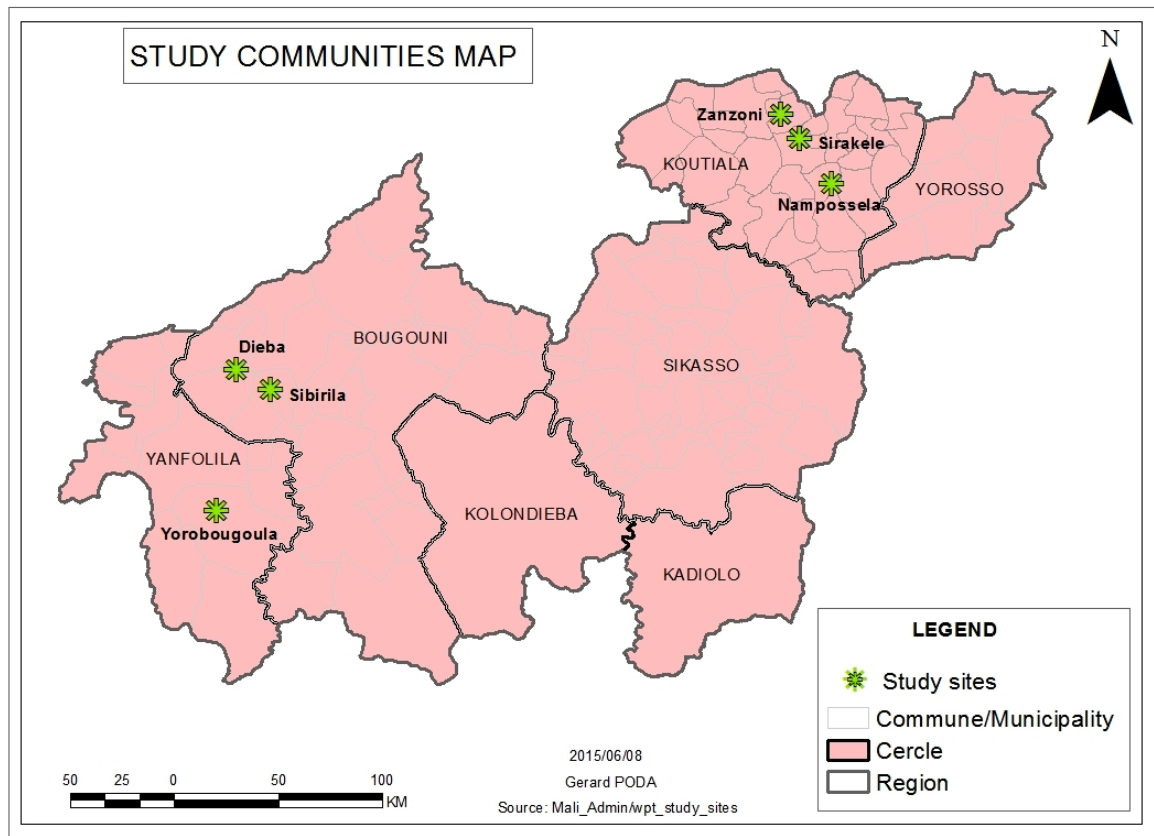 STUDY COMMUNITIES MAP
N
Zanzoni
Sirakele
KOUTIALA
YOROSSO
Nampossela
BOUGOUNI
Dieba
SIKASSO
Sibirila
YANFOLILA
KOLONDIEBA
Yorobougoula
KADIOLO
LEGEND
Study sites
Commune/Municipality
Cercle
Region
2015/06/08
Gerard PODA
Source: Mali_Admin/wpt_study_sites
50 25 0 50 100
KM